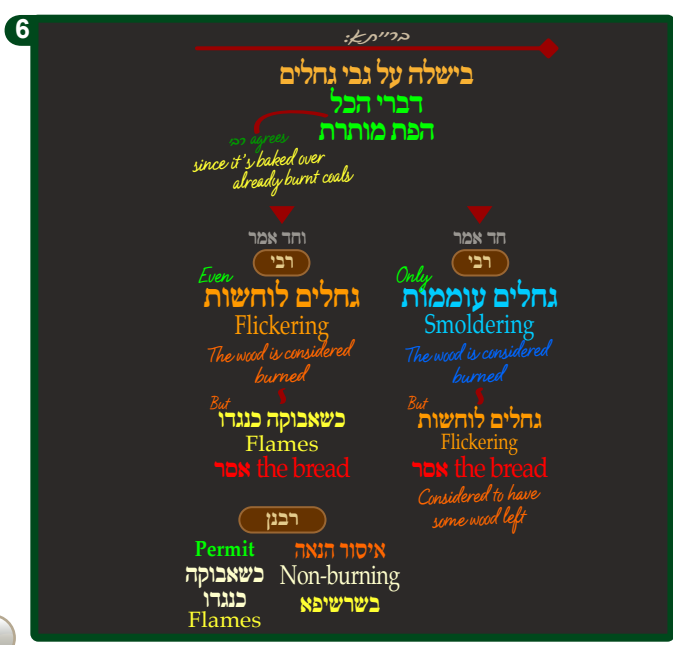 6
ברייתא:
בישלה על גבי גחלים
דברי הכל
הפת מותרת
רבי agrees
since it's baked over
already burnt coals
חד אמר
רבי
Only
גחלים עוממות
Smoldering
The wood is considered
burned
But
גחלים לוחשות
Flickering
אסר the bread
Considered to have
some wood left
וחד אמר
רבי
Even
גחלים לוחשות
Flickering
The wood is considered
burned
But
כשאבוקה כנגדו
Flames
אסר the bread
רבנן
איסור הנאה
Non-burning
בשרשיפא
Permit
כשאבוקה
כנגדו
Flames